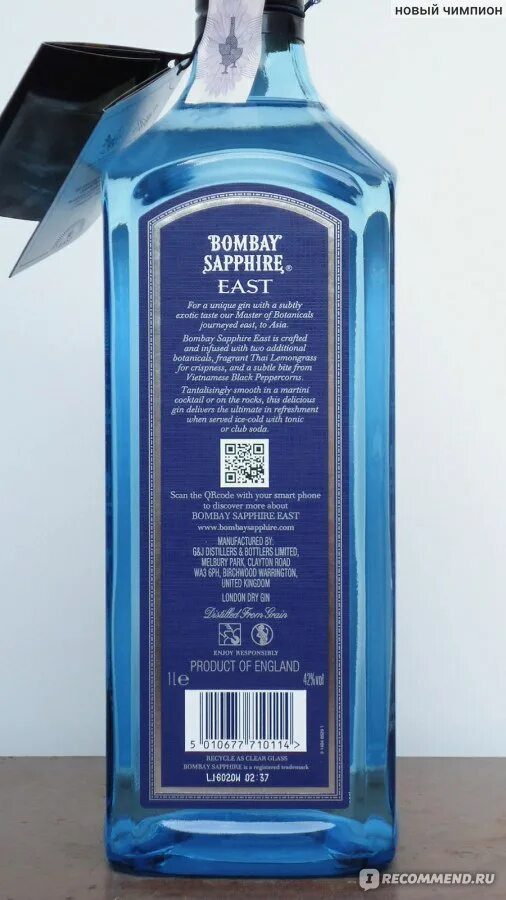 НОВЫЙ ЧИМПИОН
BOMBAY
SAPPHIRE®
EAST
For a unique gin with a subtly
exotic taste our Master of Botanicals
journeyed east, to Asia.
Bombay Sapphire East is crafted
and infused with two additional
botanicals, fragrant Thai Lemongrass
for crispness, and a subtle bite from
Vietnamese Black Peppercorns.
Tantalisingly smooth in a martini
cocktail or on the rocks, this delicious
gin delivers the ultimate in refreshment
when served ice-cold with tonic
or club soda.
Scan the QRcode with your smart phone
to discover more about
BOMBAY SAPPHIRE EAST
www.bombaysapphire.com
MANUFACTURED BY:
G&J DISTILLERS & BOTTLERS LIMITED,
MELBURY PARK, CLAYTON ROAD
WA3 6PH, BIRCHWOOD WARRINGTON,
UNITED KINGDOM
LONDON DRY GIN
Distilled From Grain
ENJOY RESPONSIBLY
PRODUCT OF ENGLAND
1 L e 42% vol
5 010677 710114 >
RECYCLE AS CLEAR GLASS
BOMBAY SAPPHIRE is a registered trademark
L16020W 02:37
IRECOMMEND.RU